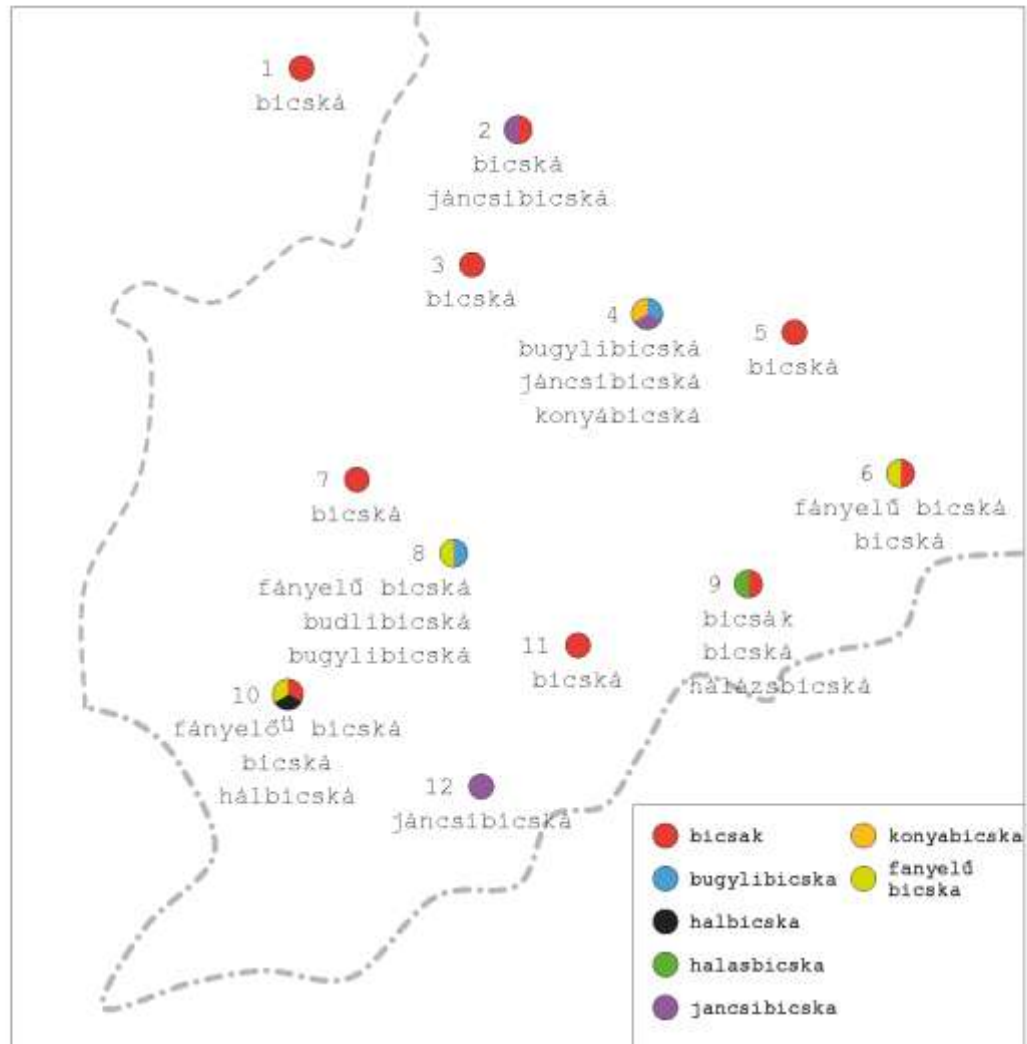 1
bicská
2
bicská
jáncsibicská
3
bicská
4
bugylibicská
jáncsibicská
konyábicská
5
bicská
6
fányelű bicská
bicská
7
bicská
8
fányelű bicská
budlibicská
bugylibicská
9
bicsák
bicská
hálázsbicská
10
fányelőü bicská
bicská
hálbicská
11
bicská
12
jáncsibicská
bicsak
bugylibicska
halbicska
halasbicska
jancsibicska
konyabicska
fanyelű
bicska